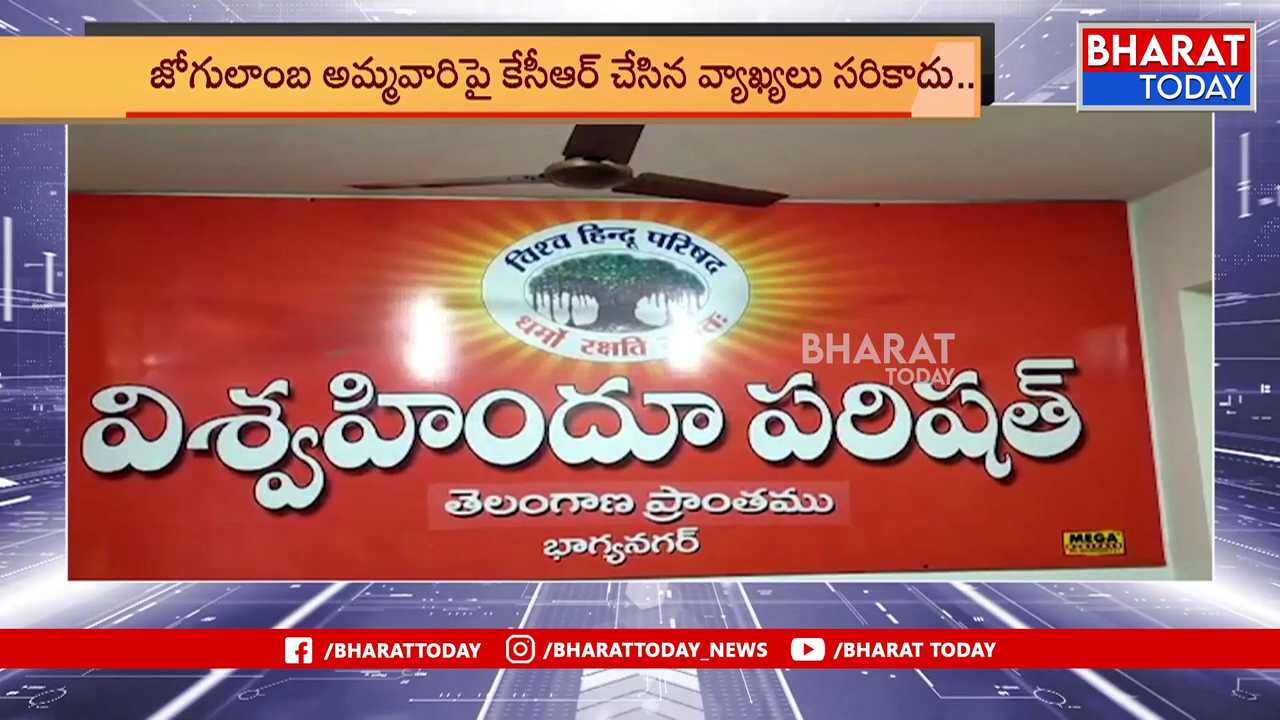 జోగులాంబ అమ్మవారిపై కేసీఆర్ చేసిన వ్యాఖ్యలు సరికాదు..
BHARAT
TODAY
विश्व हिन्दू परिषद
धर्मो रक्षति
BHARAT
TODAY
విశ్వహిందూ పరిషత్
తెలంగాణ ప్రాంతము
భాగ్యనగర్
MEGA
/BHARATTODAY
/BHARATTODAY_NEWS
/BHARAT TODAY